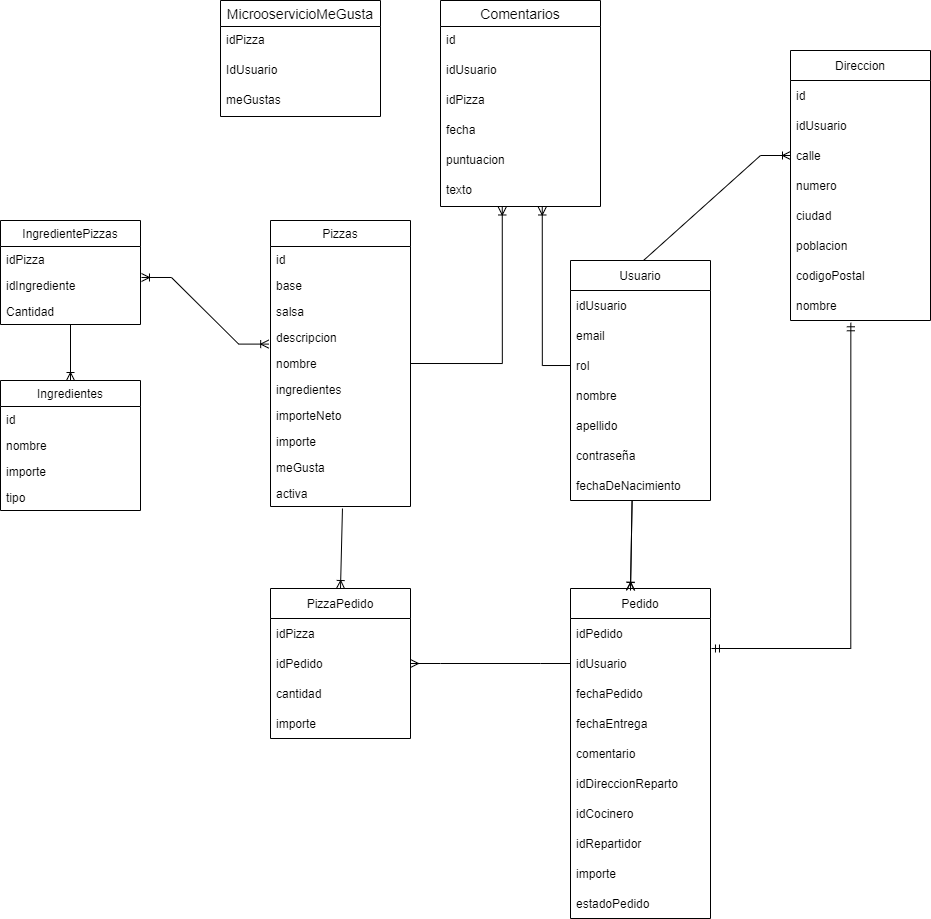 MicrooservicioMeGusta
idPizza
IdUsuario
meGustas
Comentarios
id
idUsuario
idPizza
fecha
puntuacion
texto
Direccion
id
idUsuario
calle
numero
ciudad
poblacion
codigoPostal
nombre
IngredientePizzas
idPizza
idIngrediente
Cantidad
Pizzas
id
base
salsa
descripcion
nombre
ingredientes
importeNeto
importe
meGusta
activa
Usuario
idUsuario
email
rol
nombre
apellido
contraseña
fechaDeNacimiento
Ingredientes
id
nombre
importe
tipo
PizzaPedido
idPizza
idPedido
cantidad
importe
Pedido
idPedido
idUsuario
fechaPedido
fechaEntrega
comentario
idDireccionReparto
idCocinero
idRepartidor
importe
estadoPedido